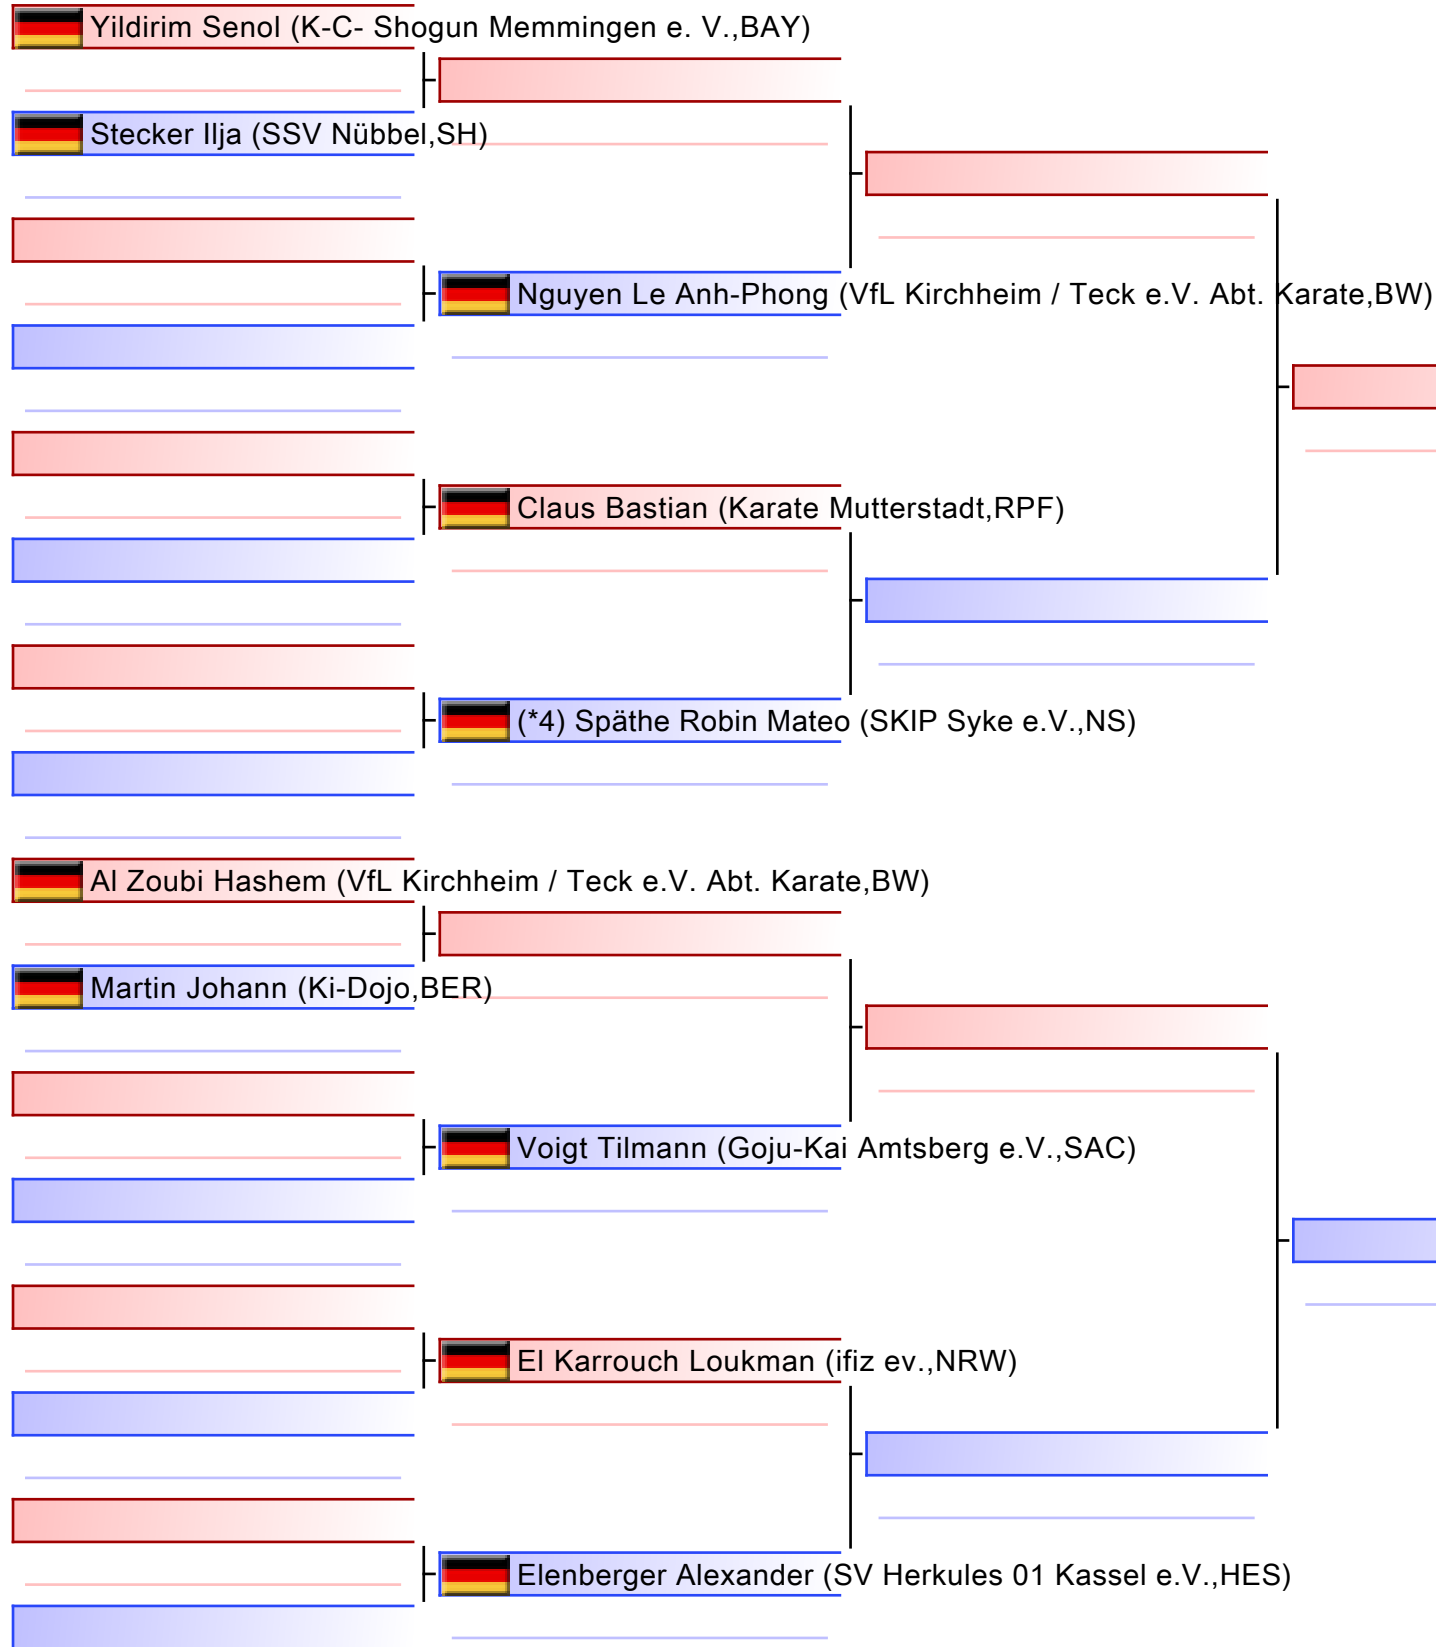 Yildirim Senol (K-C- Shogun Memmingen e. V.,BAY)
Stecker Ilja (SSV Nübbel,SH)
Nguyen Le Anh-Phong (VfL Kirchheim / Teck e.V. Abt. Karate,BW)
Claus Bastian (Karate Mutterstadt,RPF)
(*4) Späthe Robin Mateo (SKIP Syke e.V.,NS)
Al Zoubi Hashem (VfL Kirchheim / Teck e.V. Abt. Karate,BW)
Martin Johann (Ki-Dojo,BER)
Voigt Tilmann (Goju-Kai Amtsberg e.V.,SAC)
El Karrouch Loukman (ifiz ev.,NRW)
Elenberger Alexander (SV Herkules 01 Kassel e.V.,HES)